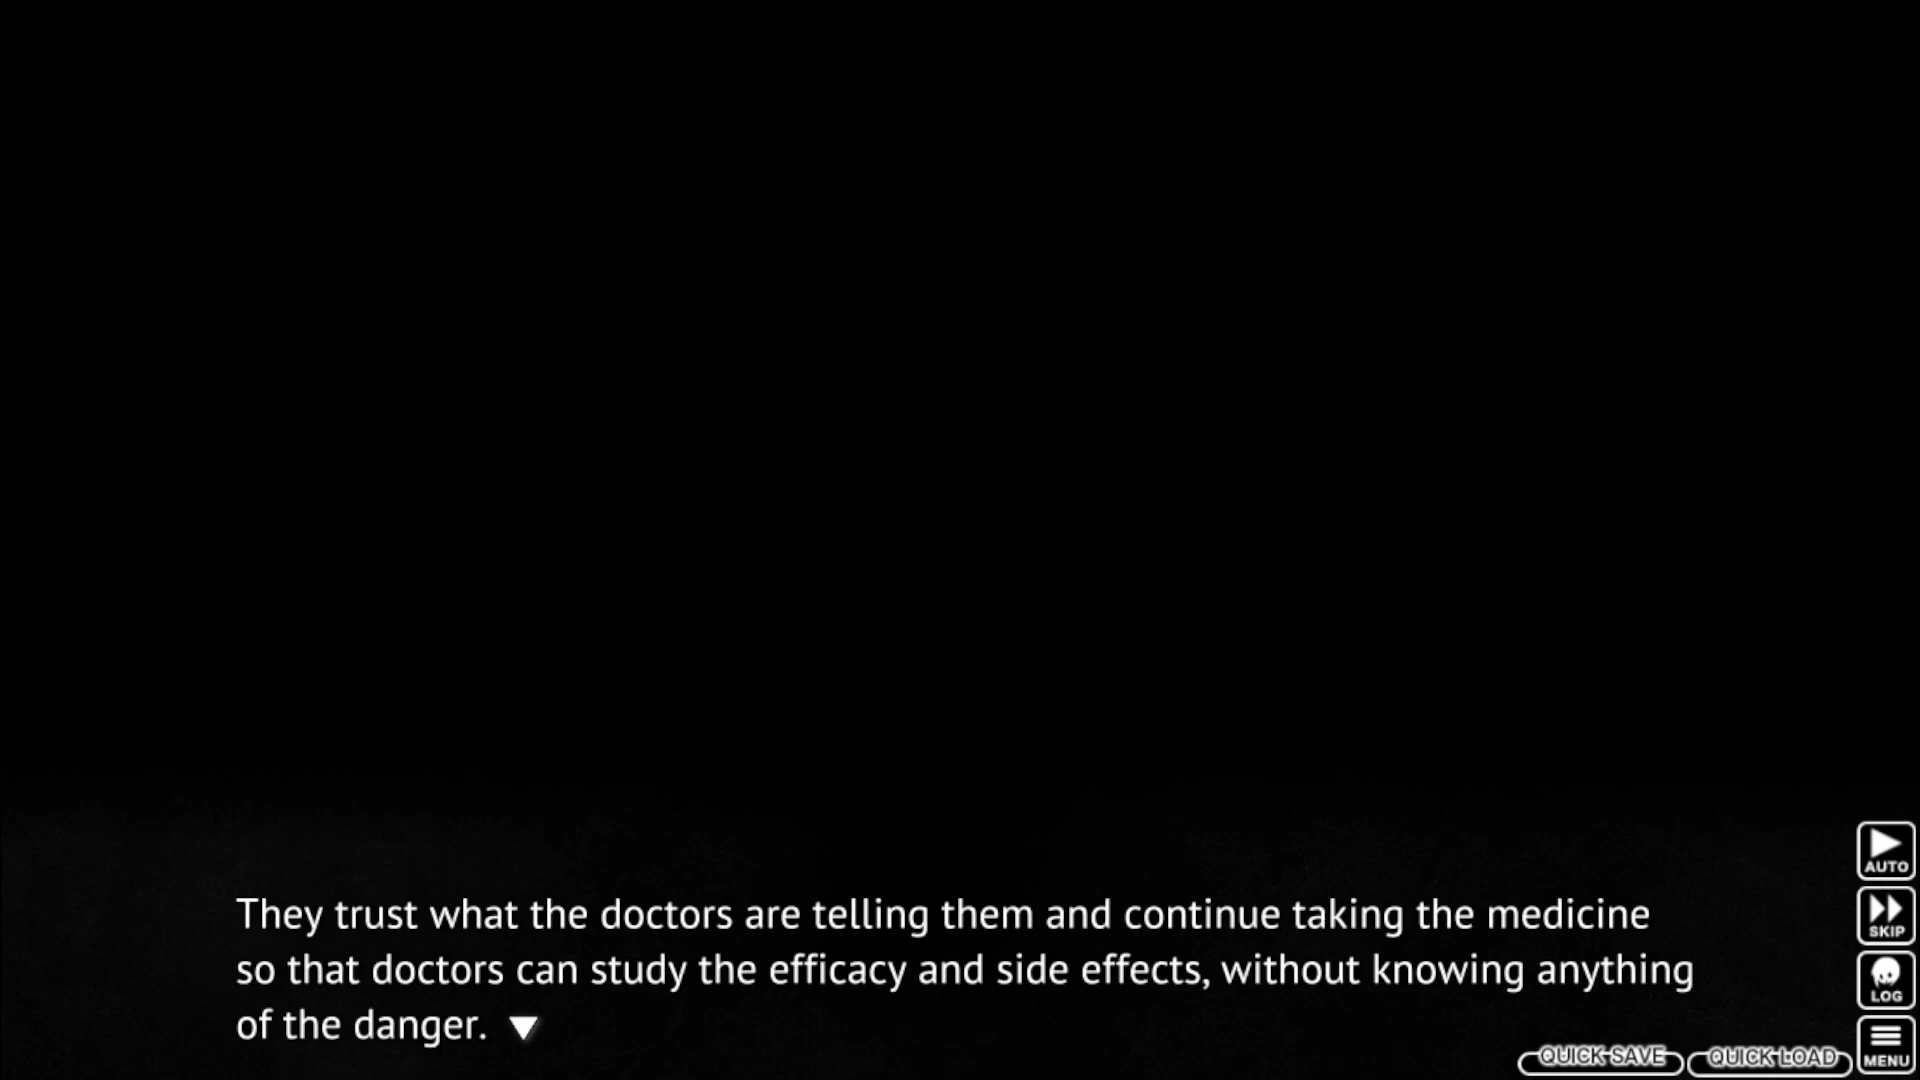 They trust what the doctors are telling them and continue taking the medicine
so that doctors can study the efficacy and side effects, without knowing anything
of the danger.
AUTO
SKIP
LOG
MENU
QUICK SAVE
QUICK LOAD